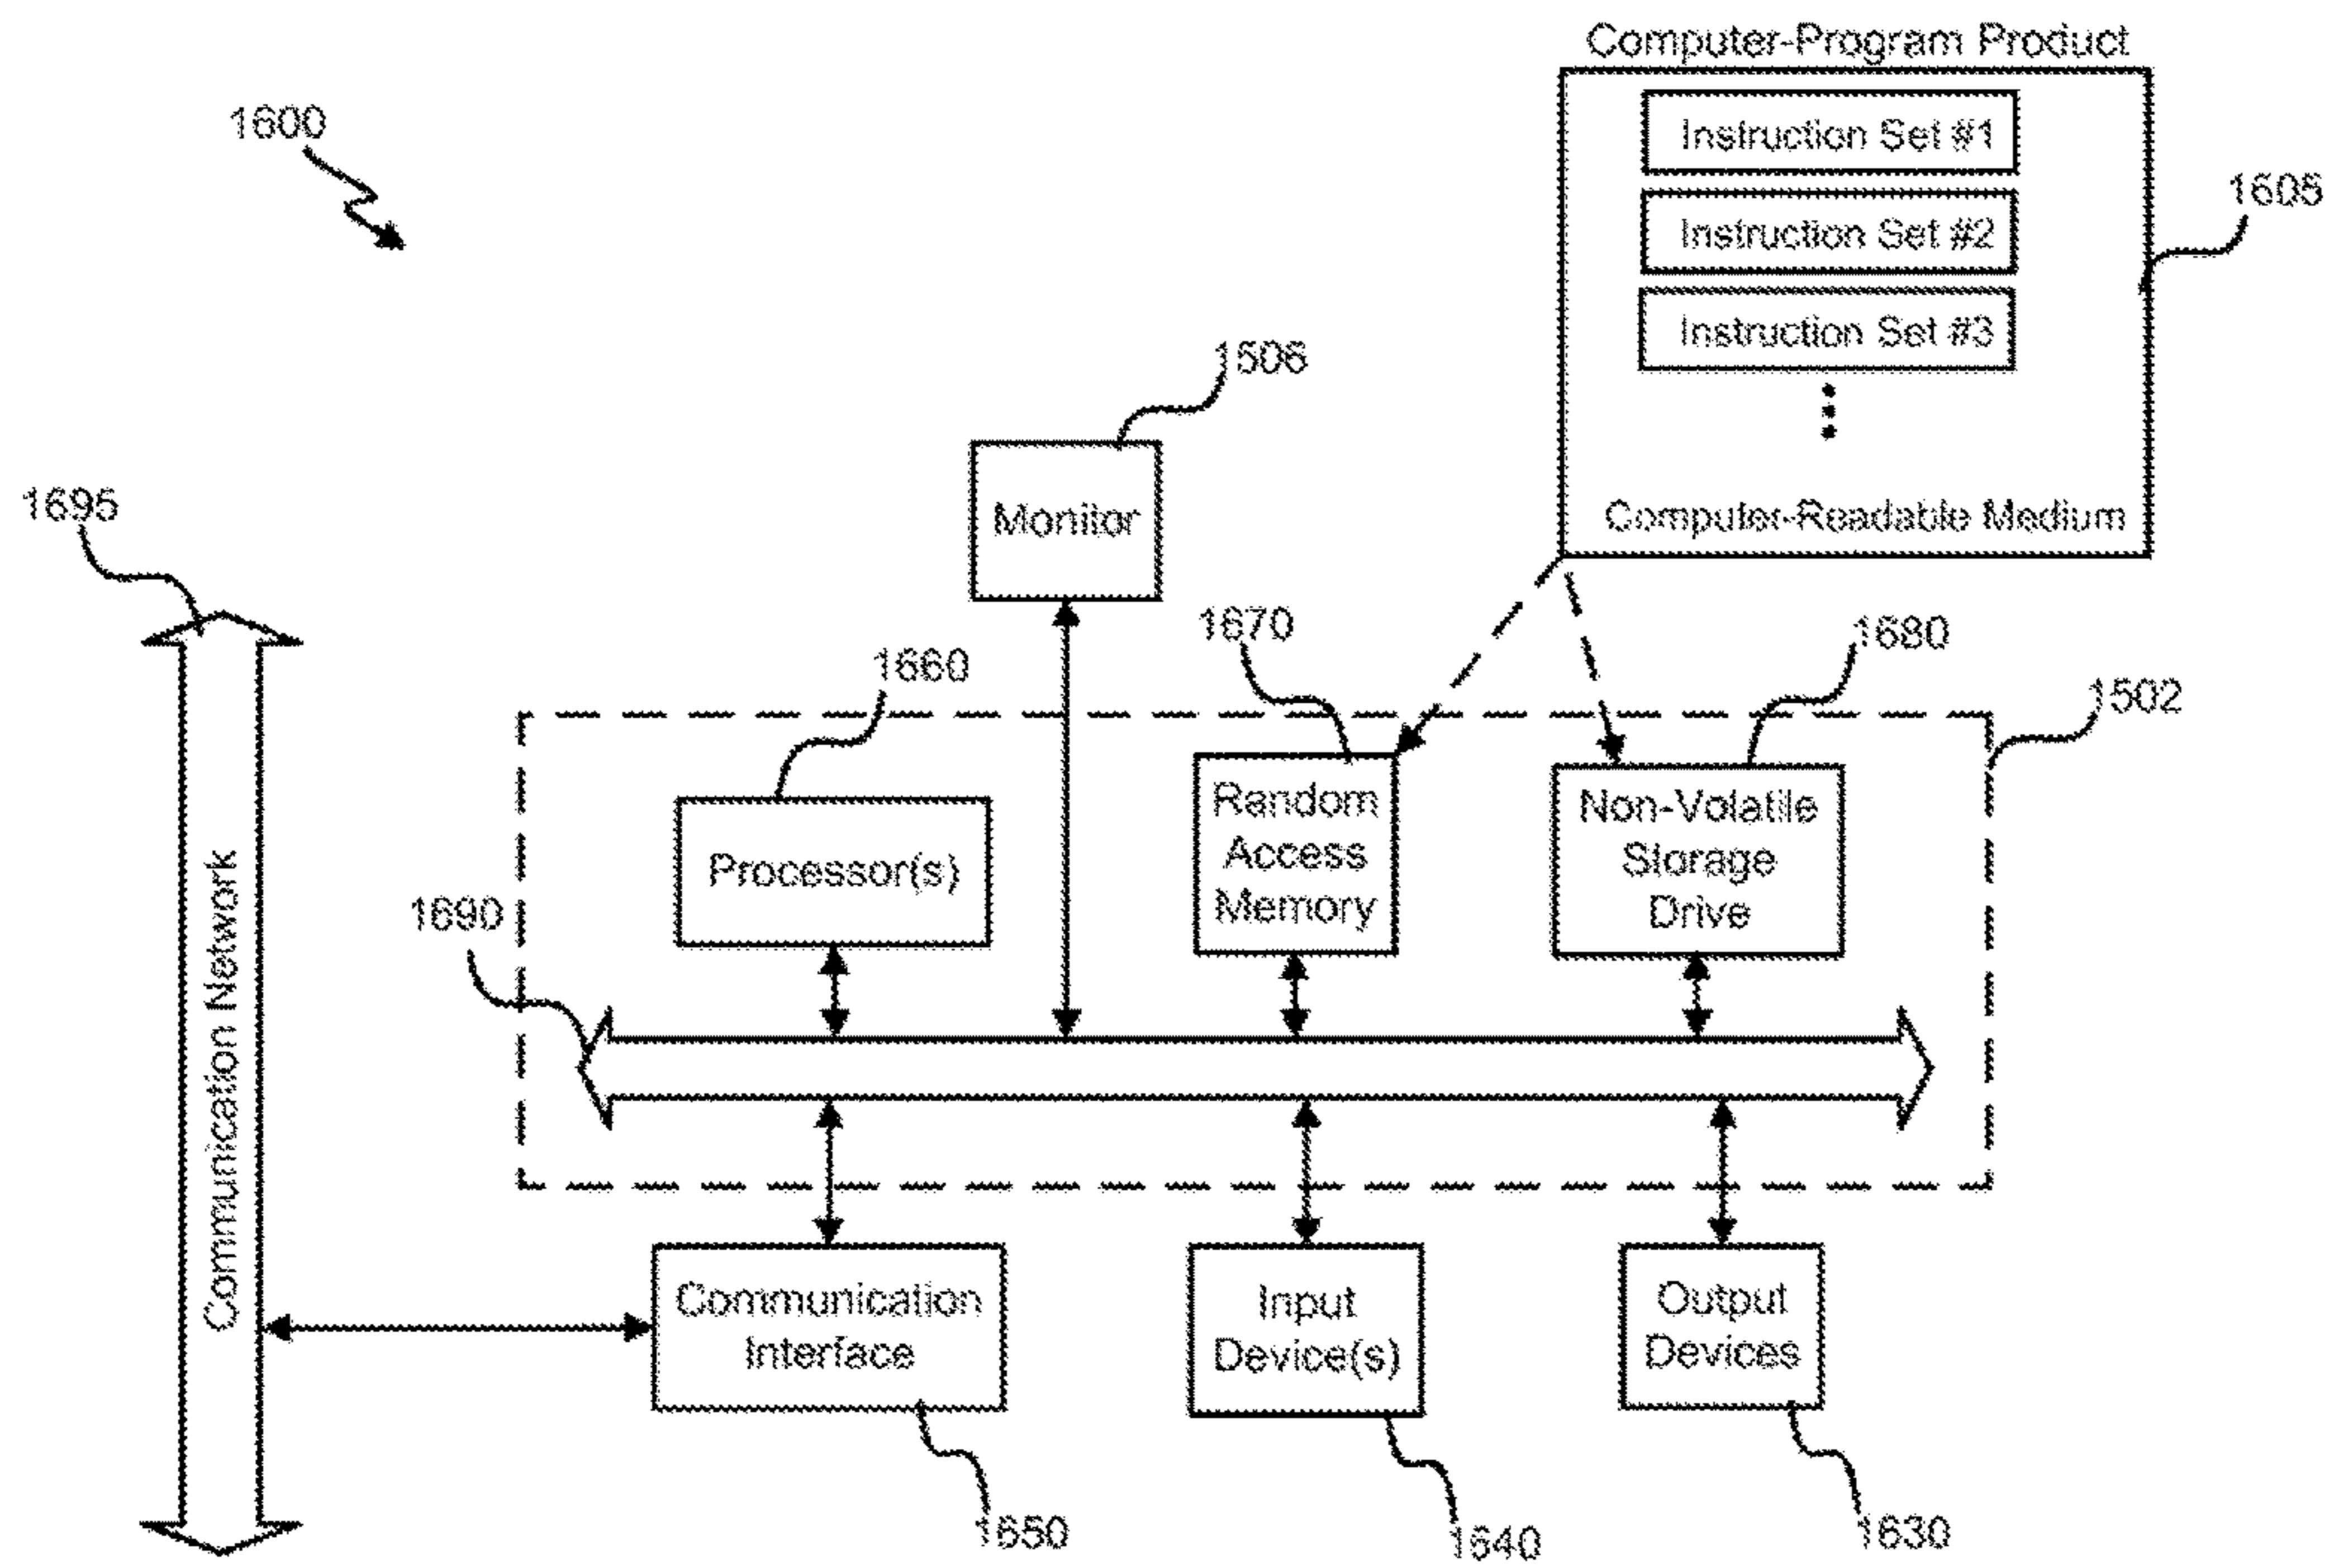 Computer-Program Product
1600
Instruction Set #1
1605
Instruction Set #2
Instruction Set #3
1506
1695
Monitor
Computer-Readable Medium
1670
1680
1660
1502
Random
Access
Memory
Non-Volatile
Storage
Drive
Processor(s)
1690
Communication Network
Communication
Interface
Input
Device(s)
Output
Devices
1650
1640
1630